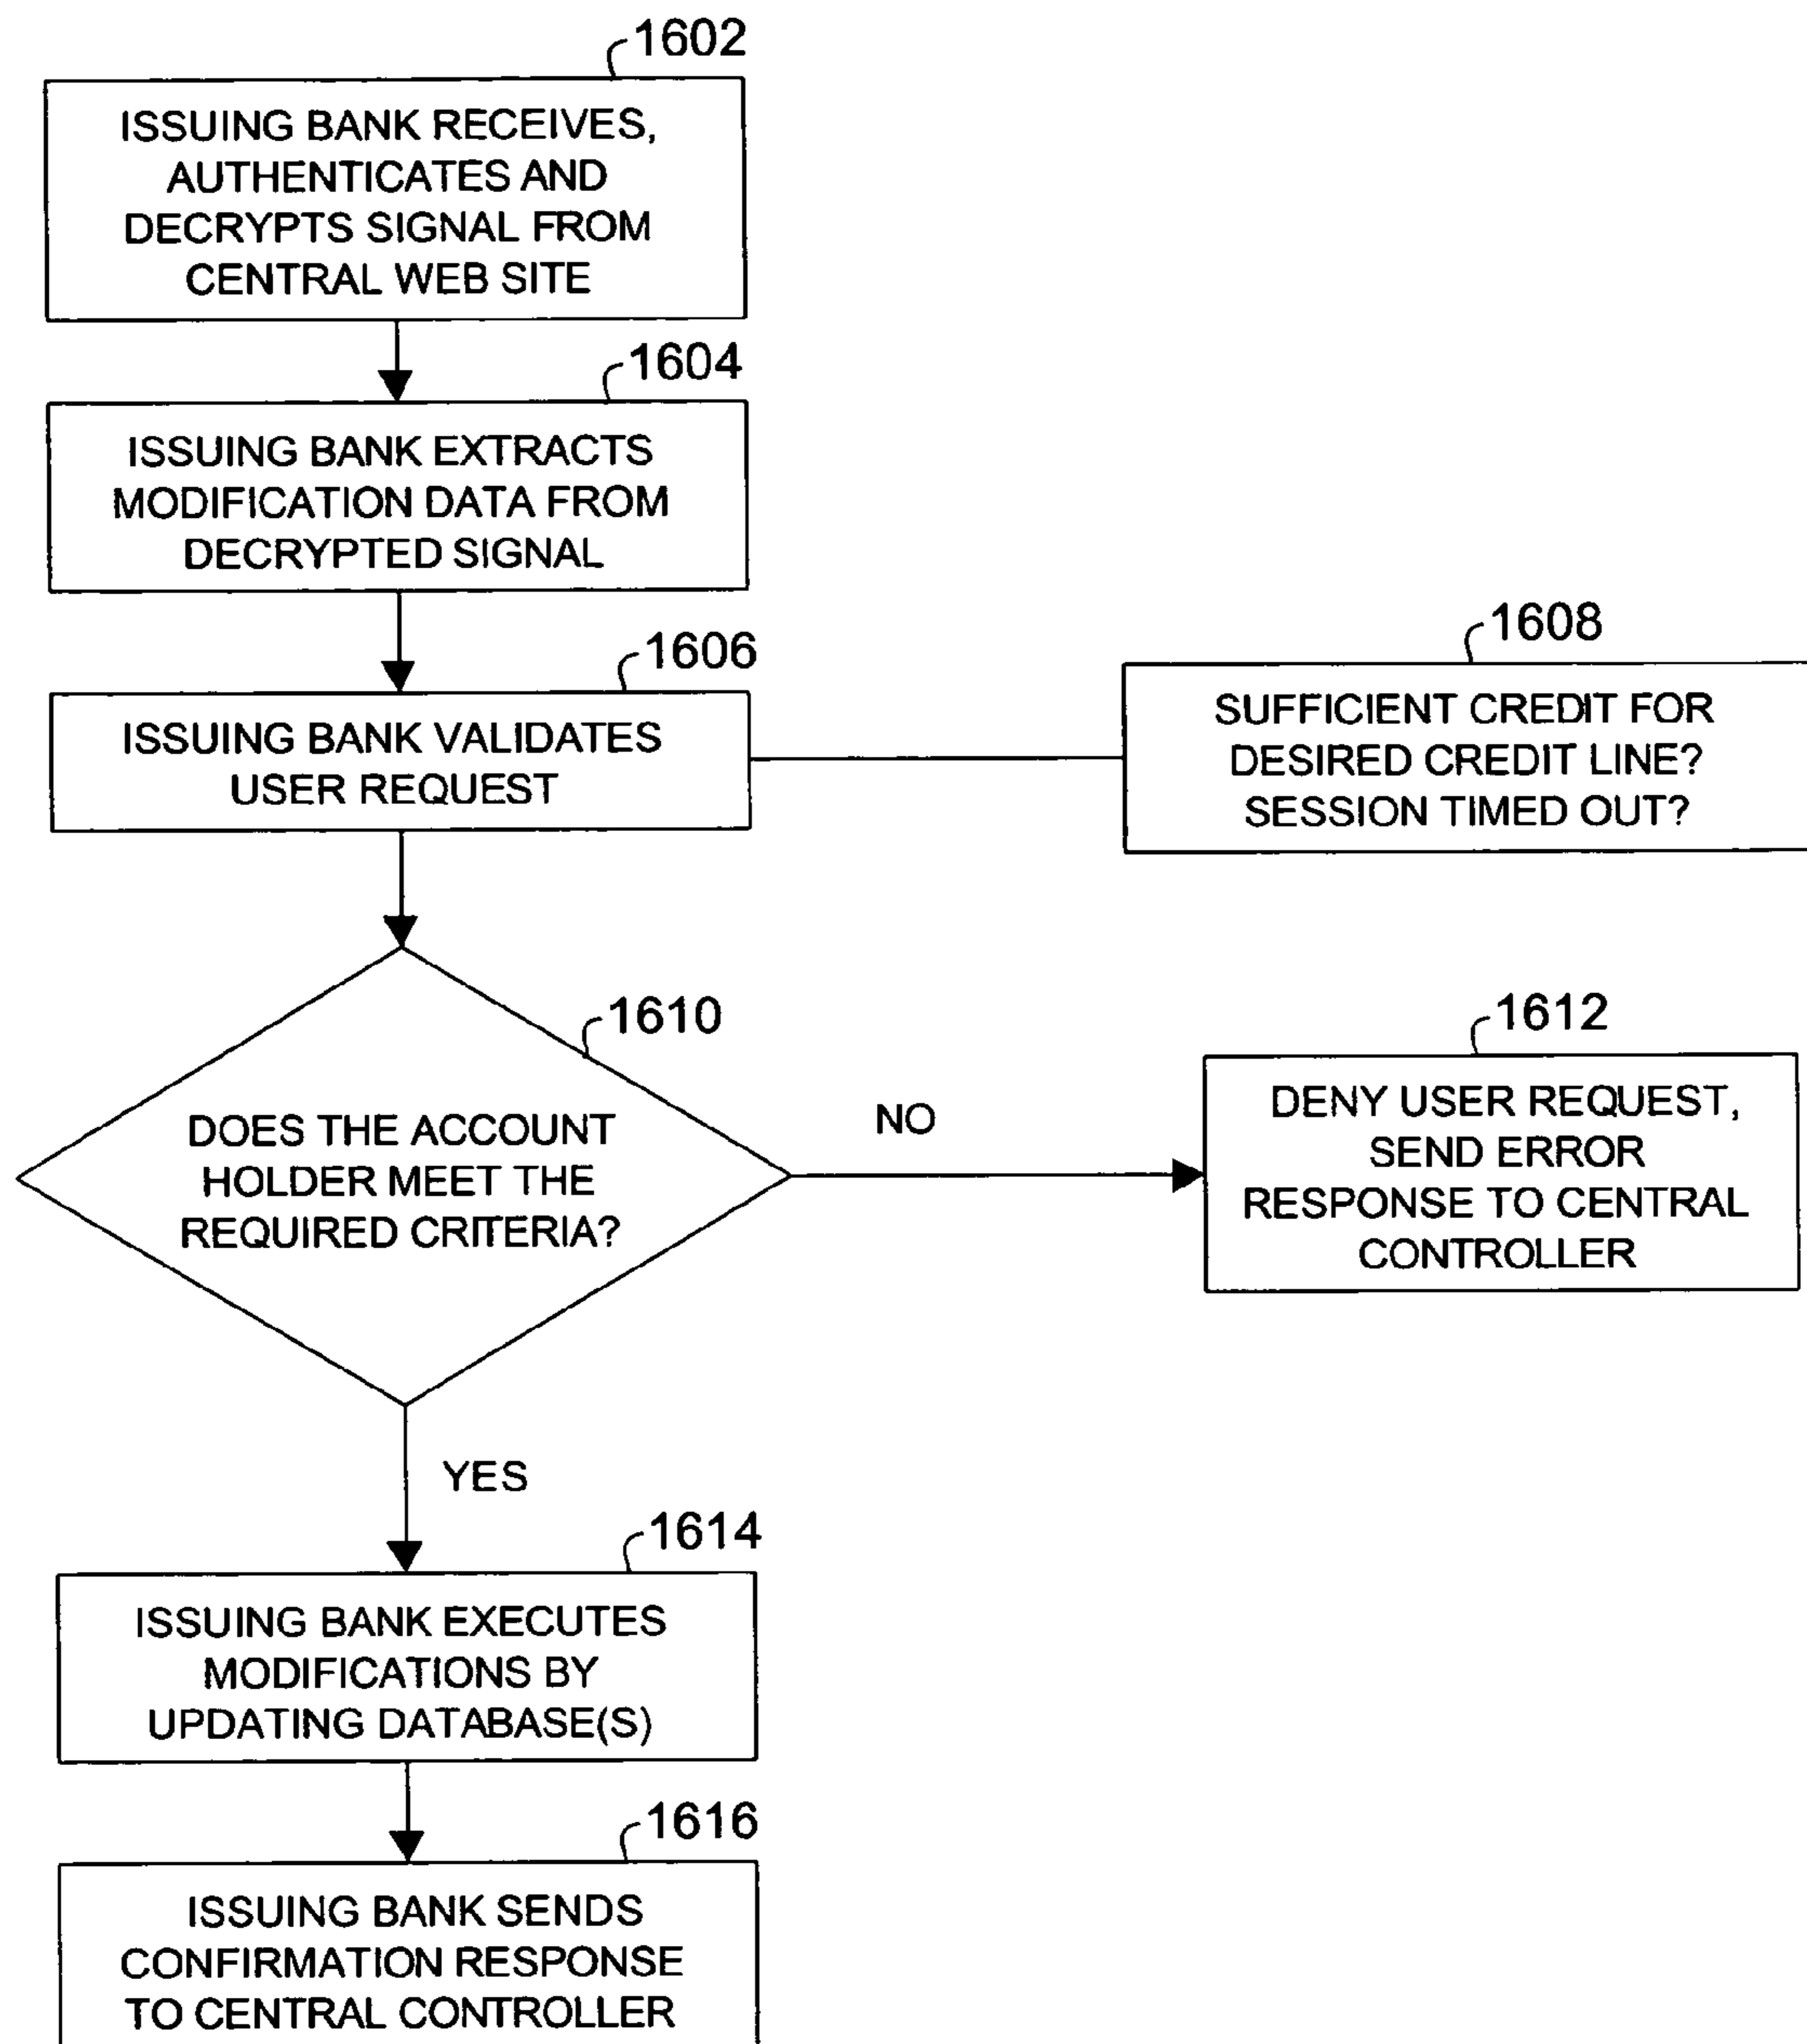 1602
ISSUING BANK RECEIVES,
AUTHENTICATES AND
DECRYPTS SIGNAL FROM
CENTRAL WEB SITE
1604
ISSUING BANK EXTRACTS
MODIFICATION DATA FROM
DECRYPTED SIGNAL
1606
ISSUING BANK VALIDATES
USER REQUEST
1608
SUFFICIENT CREDIT FOR
DESIRED CREDIT LINE?
SESSION TIMED OUT?
1610
DOES THE ACCOUNT
HOLDER MEET THE
REQUIRED CRITERIA?
NO
1612
DENY USER REQUEST,
SEND ERROR
RESPONSE TO CENTRAL
CONTROLLER
YES
1614
ISSUING BANK EXECUTES
MODIFICATIONS BY
UPDATING DATABASE(S)
1616
ISSUING BANK SENDS
CONFIRMATION RESPONSE
TO CENTRAL CONTROLLER